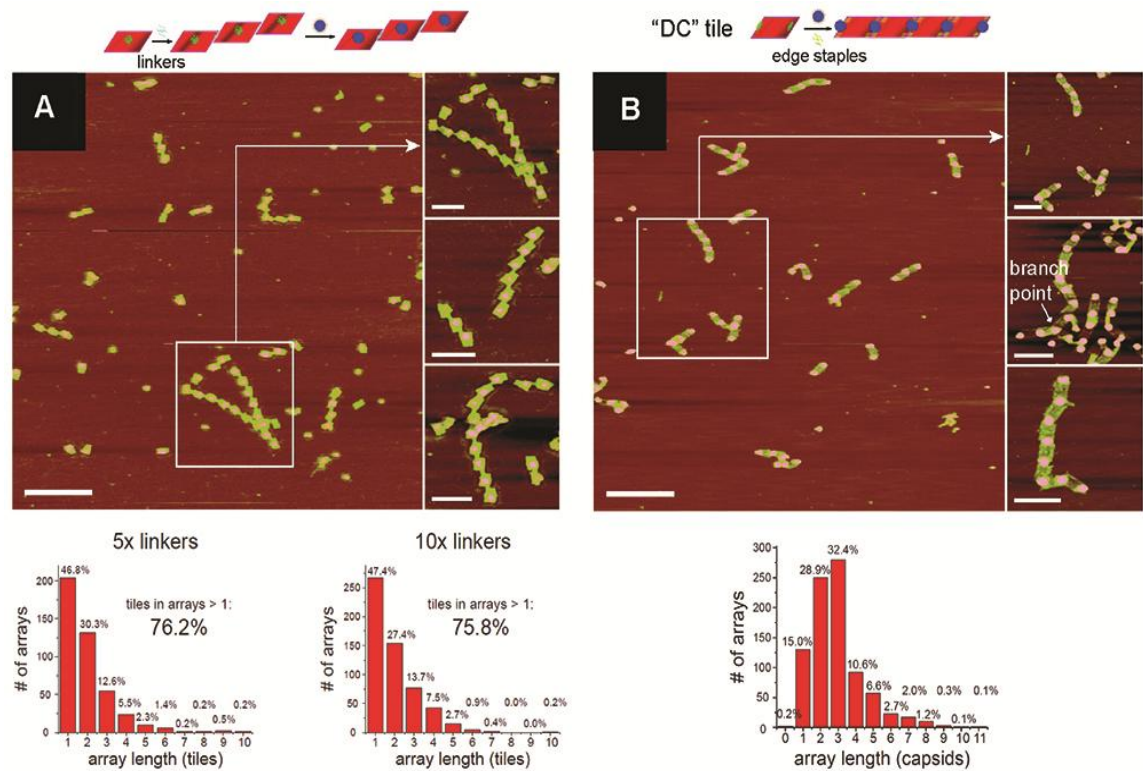 linkers
"DC" tile
edge staples
A
B
branch
point
5x linkers
# of arrays
200
150
100
50
0
46.8%
30.3%
12.6%
5.5%
2.3%
1.4%
0.2%
0.2%
0.5%
0.2%
tiles in arrays > 1:
76.2%
1 2 3 4 5 6 7 8 9 10
array length (tiles)
10x linkers
# of arrays
250
200
150
100
50
0
47.4%
27.4%
13.7%
7.5%
2.7%
0.9%
0.4%
0.0%
0.0%
0.2%
tiles in arrays > 1:
75.8%
1 2 3 4 5 6 7 8 9 10
array length (tiles)
# of arrays
300
250
200
150
100
50
0
0.2%
15.0%
28.9%
32.4%
10.6%
6.6%
2.7%
2.0%
1.2%
0.3%
0.1%
0.1%
0 1 2 3 4 5 6 7 8 9 10 11
array length (capsids)